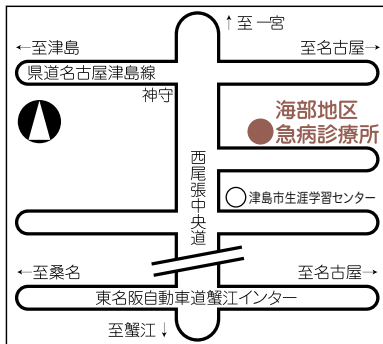 ↑至一宮
←至津島
至名古屋→
県道名古屋津島線
神守
海部地区
急病診療所
西尾張中央道
津島市生涯学習センター
←至桑名
至名古屋→
東名阪自動車道蟹江インター
至蟹江↓